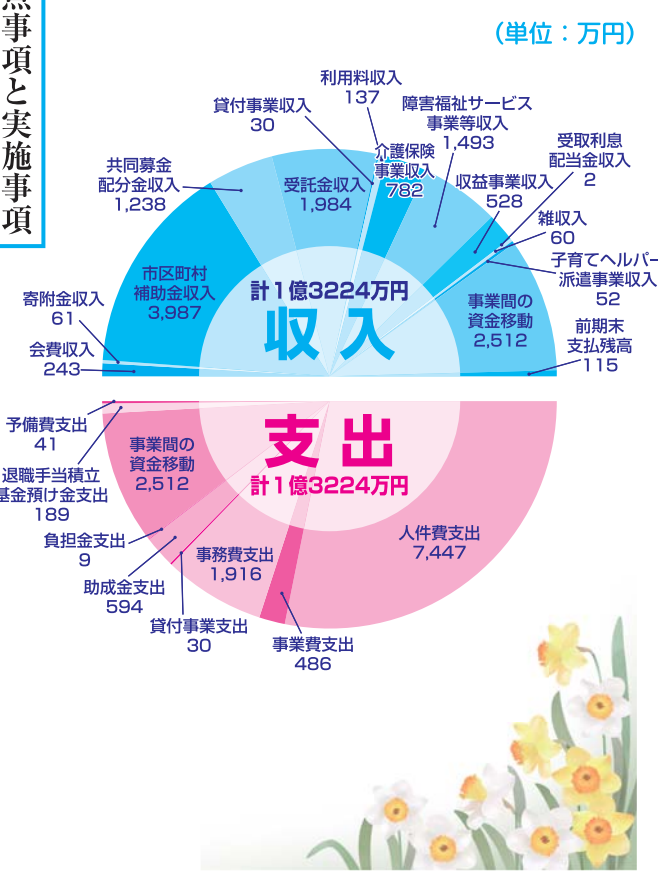 点事項と実施事項
（単位：万円）
利用料収入
137
貸付事業収入
30
障害福祉サービス
事業等収入
1,493
介護保険
事業収入
782
受取利息
配当金収入
2
共同募金
配分金収入
1,238
受託金収入
1,984
収益事業収入
528
雑収入
60
子育てヘルパー
派遣事業収入
52
市区町村
補助金収入
3,987
計1億3224万円
収入
事業間の
資金移動
2,512
寄附金収入
61
前期末
支払残高
115
会費収入
243
予備費支出
41
事業間の
資金移動
2,512
支出
計1億3224万円
退職手当積立
基金預け金支出
189
人件費支出
7,447
負担金支出
9
事務費支出
1,916
助成金支出
594
貸付事業支出
30
事業費支出
486